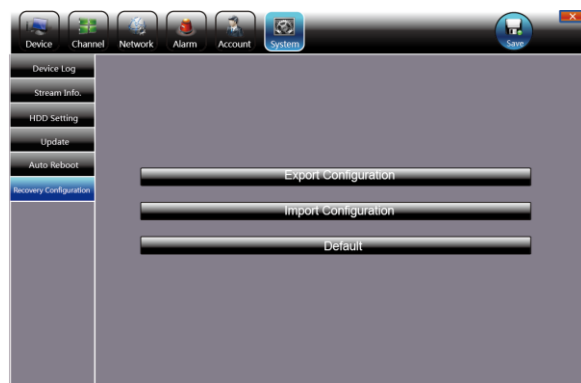 Device Channel Network Alarm Account System Save
Device Log
Stream Info.
HDD Setting
Update
Auto Reboot
Recovery Configuration
Export Configuration
Import Configuration
Default